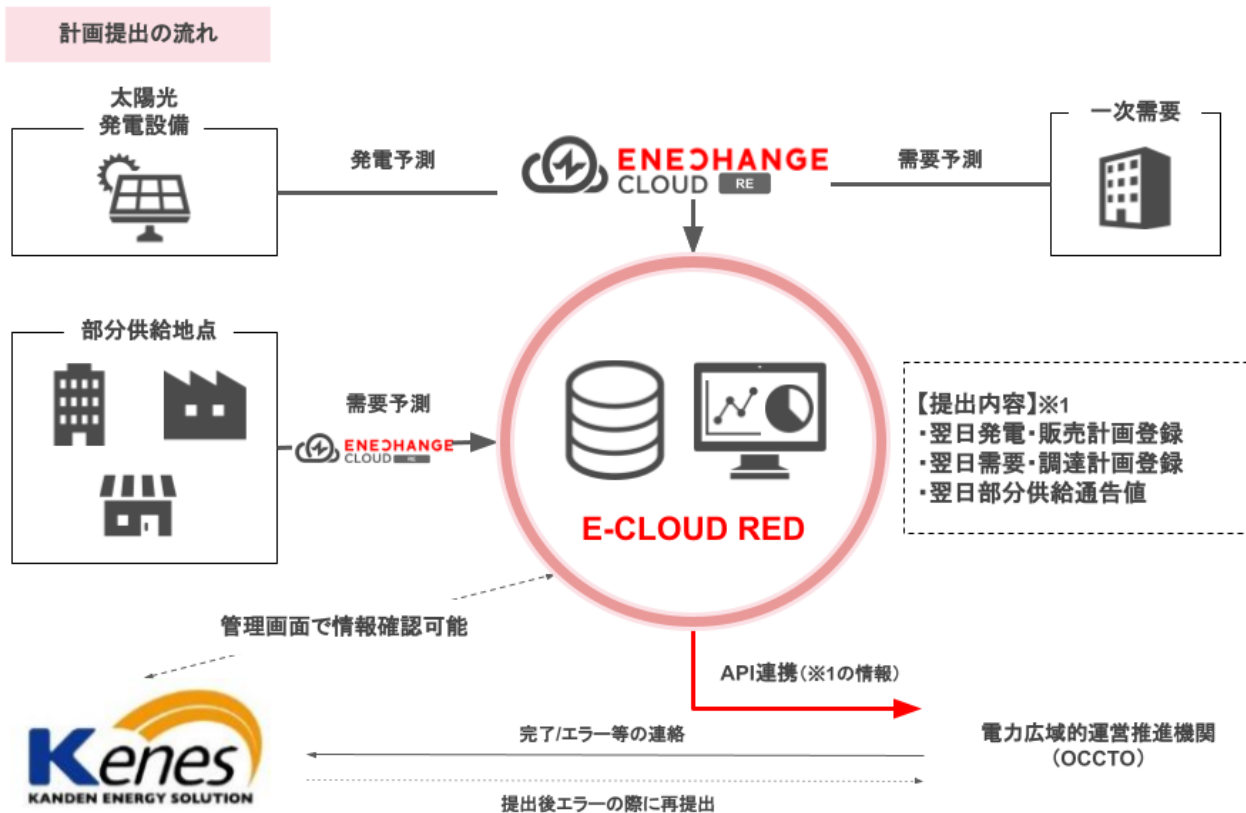 計画提出の流れ
太陽光
発電設備
発電予測
ENECHANGE
CLOUD RE
需要予測
一次需要
部分供給地点
需要予測
ENECHANGE
CLOUD RE
E-CLOUD RED
【提出内容】※1
・翌日発電・販売計画登録
・翌日需要・調達計画登録
・翌日部分供給通告値
管理画面で情報確認可能
API連携(※1の情報)
Kenes
KANDEN ENERGY SOLUTION
完了/エラー等の連絡
提出後エラーの際に再提出
電力広域的運営推進機関
(OCCTO)